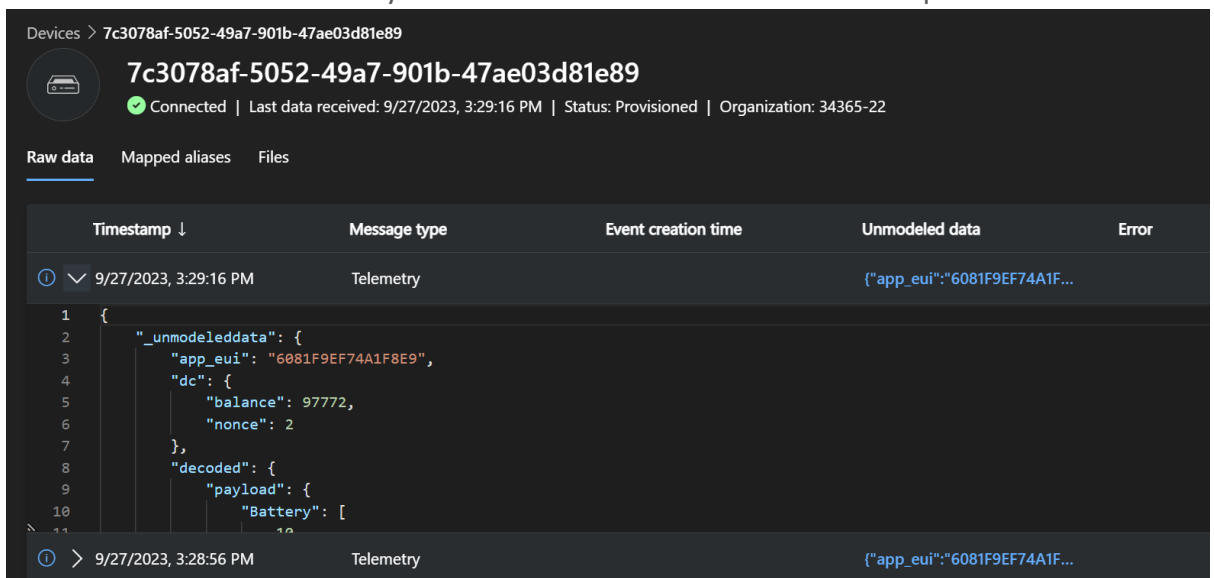 Devices > 7c3078af-5052-49a7-901b-47ae03d81e89
7c3078af-5052-49a7-901b-47ae03d81e89
Connected | Last data received: 9/27/2023, 3:29:16 PM | Status: Provisioned | Organization: 34365-22
Raw data Mapped aliases Files
Timestamp ↓ Message type Event creation time Unmodeled data Error
9/27/2023, 3:29:16 PM Telemetry {"app_eui":"6081F9EF74A1F...
1 {
2 "_unmodeleddata": {
3 "app_eui": "6081F9EF74A1F8E9",
4 "dc": {
5 "balance": 97772,
6 "nonce": 2
7 },
8 "decoded": {
9 "payload": {
10 "Battery": [
11 10
9/27/2023, 3:28:56 PM Telemetry {"app_eui":"6081F9EF74A1F...